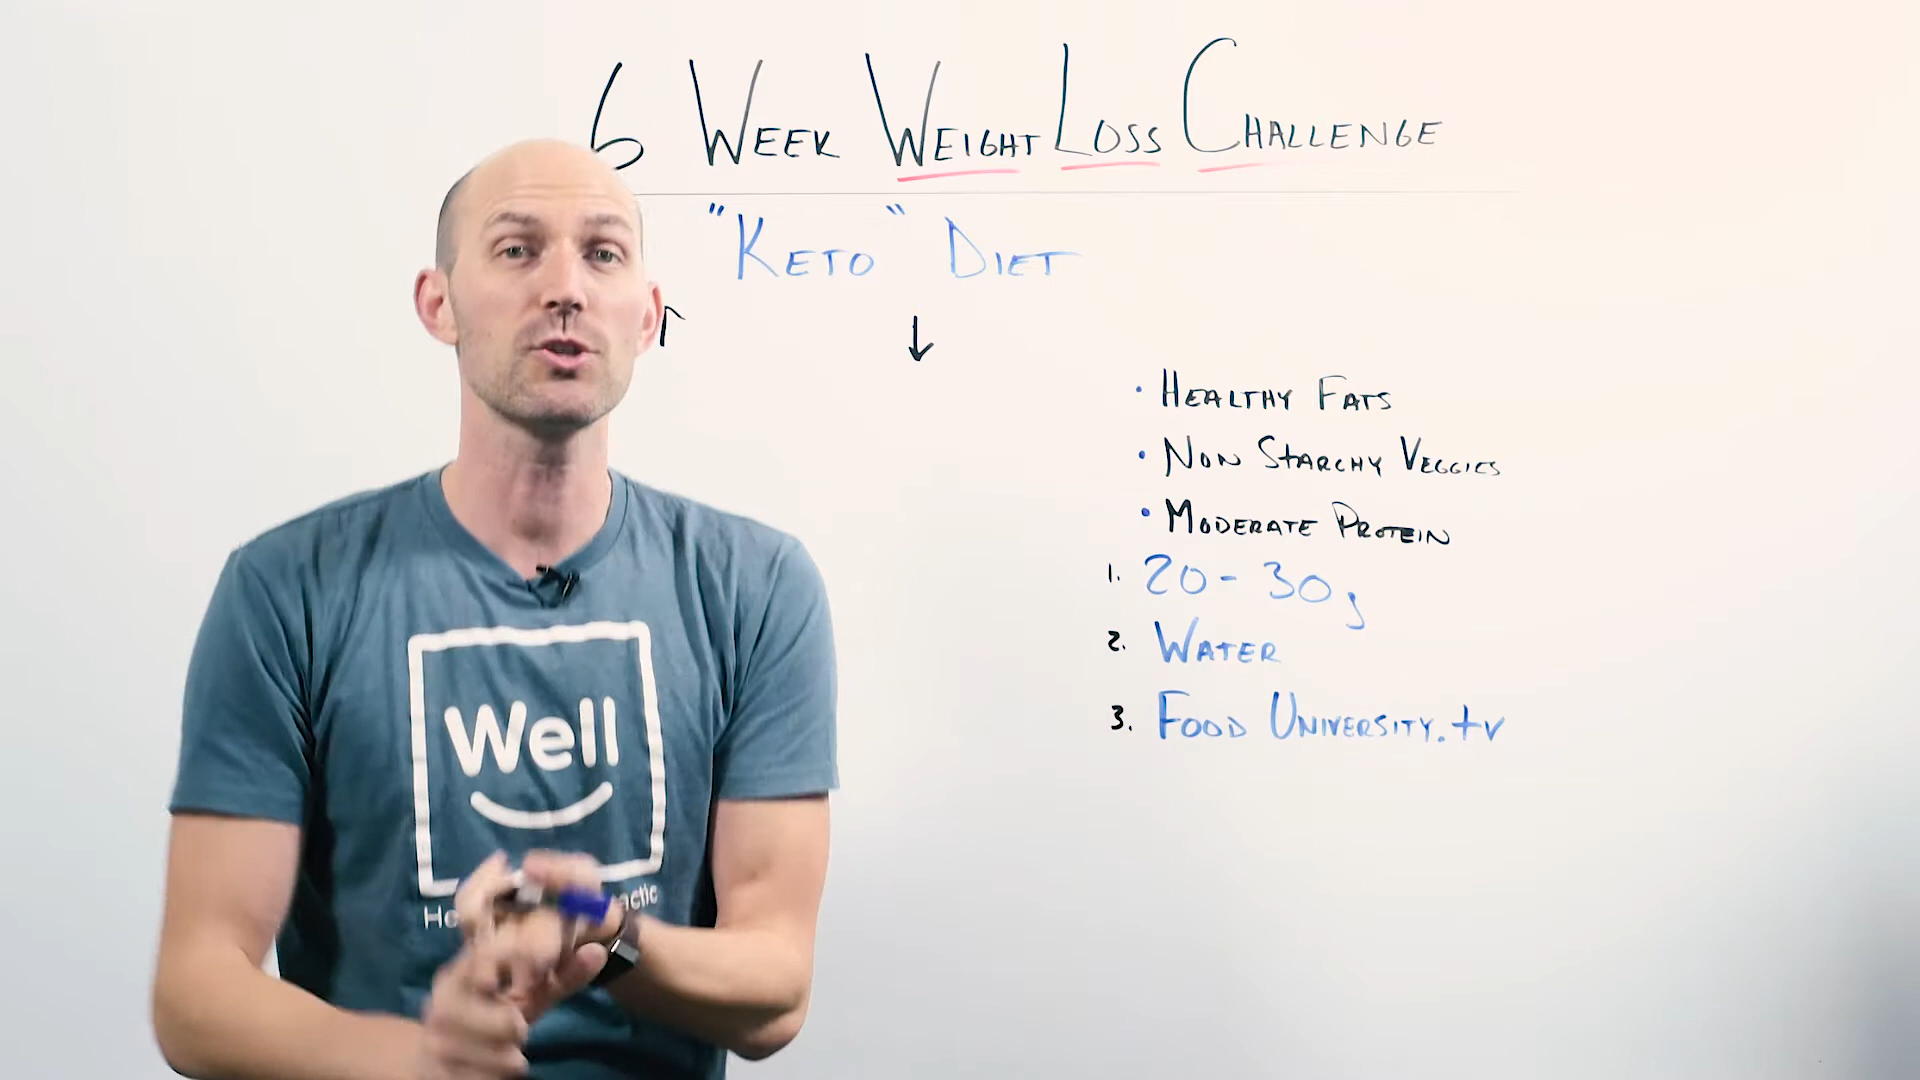 6 WEEK WEIGHT LOSS CHALLENGE
"KETO" DIET
• HEALTHY FATS
• NON STARCHY VEGGIES
• MODERATE PROTEIN
1. 20-30g
2. WATER
3. FOOD UNIVERSITY.tv
Well